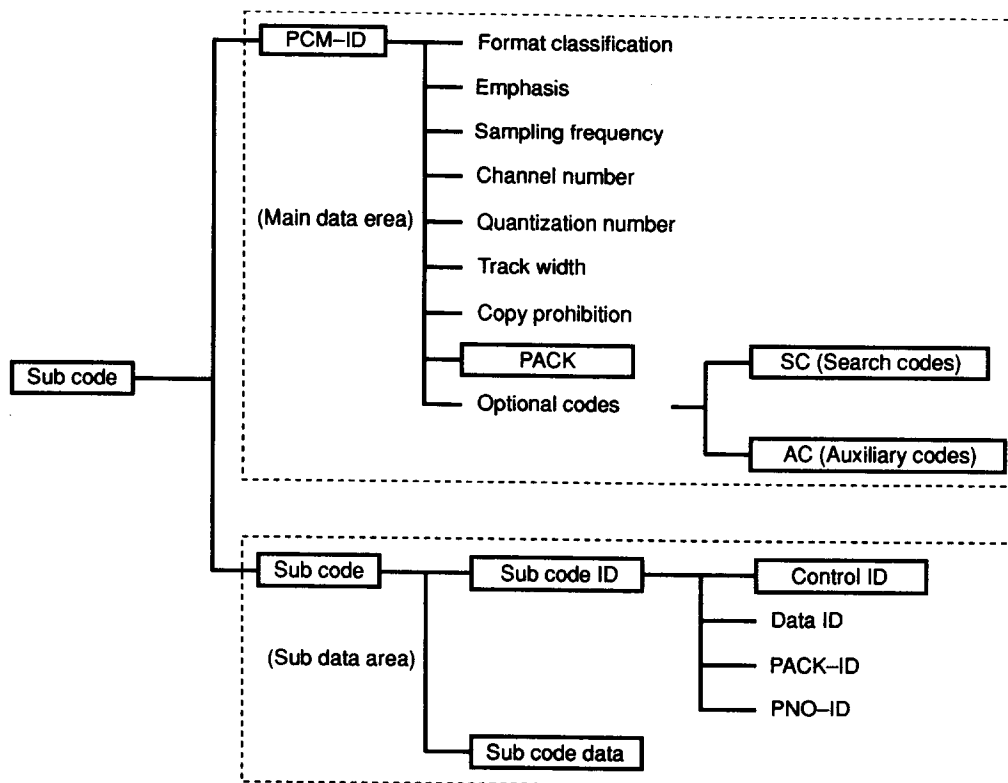 PCM–ID
Format classification
Emphasis
Sampling frequency
Channel number
(Main data erea)
Quantization number
Track width
Copy prohibition
PACK
SC (Search codes)
Sub code
Optional codes
AC (Auxiliary codes)
Sub code
Sub code ID
Control ID
Data ID
(Sub data area)
PACK–ID
PNO–ID
Sub code data